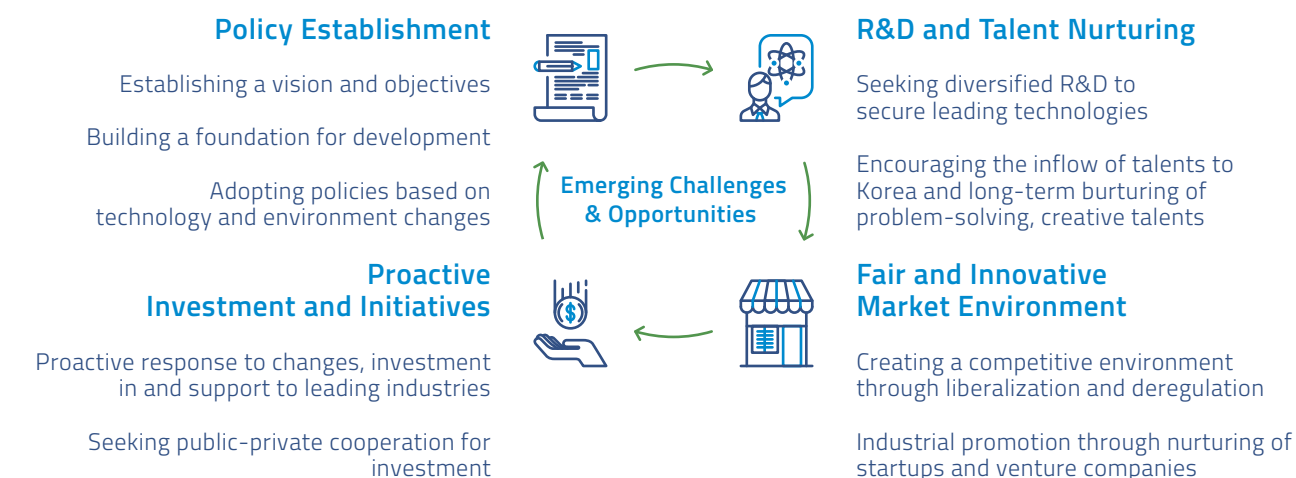 Policy Establishment
Establishing a vision and objectives
Building a foundation for development
Adopting policies based on
technology and environment changes
R&D and Talent Nurturing
Seeking diversified R&D to
secure leading technologies
Encouraging the inflow of talents to
Korea and long-term burturing of
problem-solving, creative talents
Emerging Challenges
& Opportunities
Proactive
Investment and Initiatives
Proactive response to changes, investment
in and support to leading industries
Seeking public-private cooperation for
investment
$
Fair and Innovative
Market Environment
Creating a competitive environment
through liberalization and deregulation
Industrial promotion through nurturing of
startups and venture companies